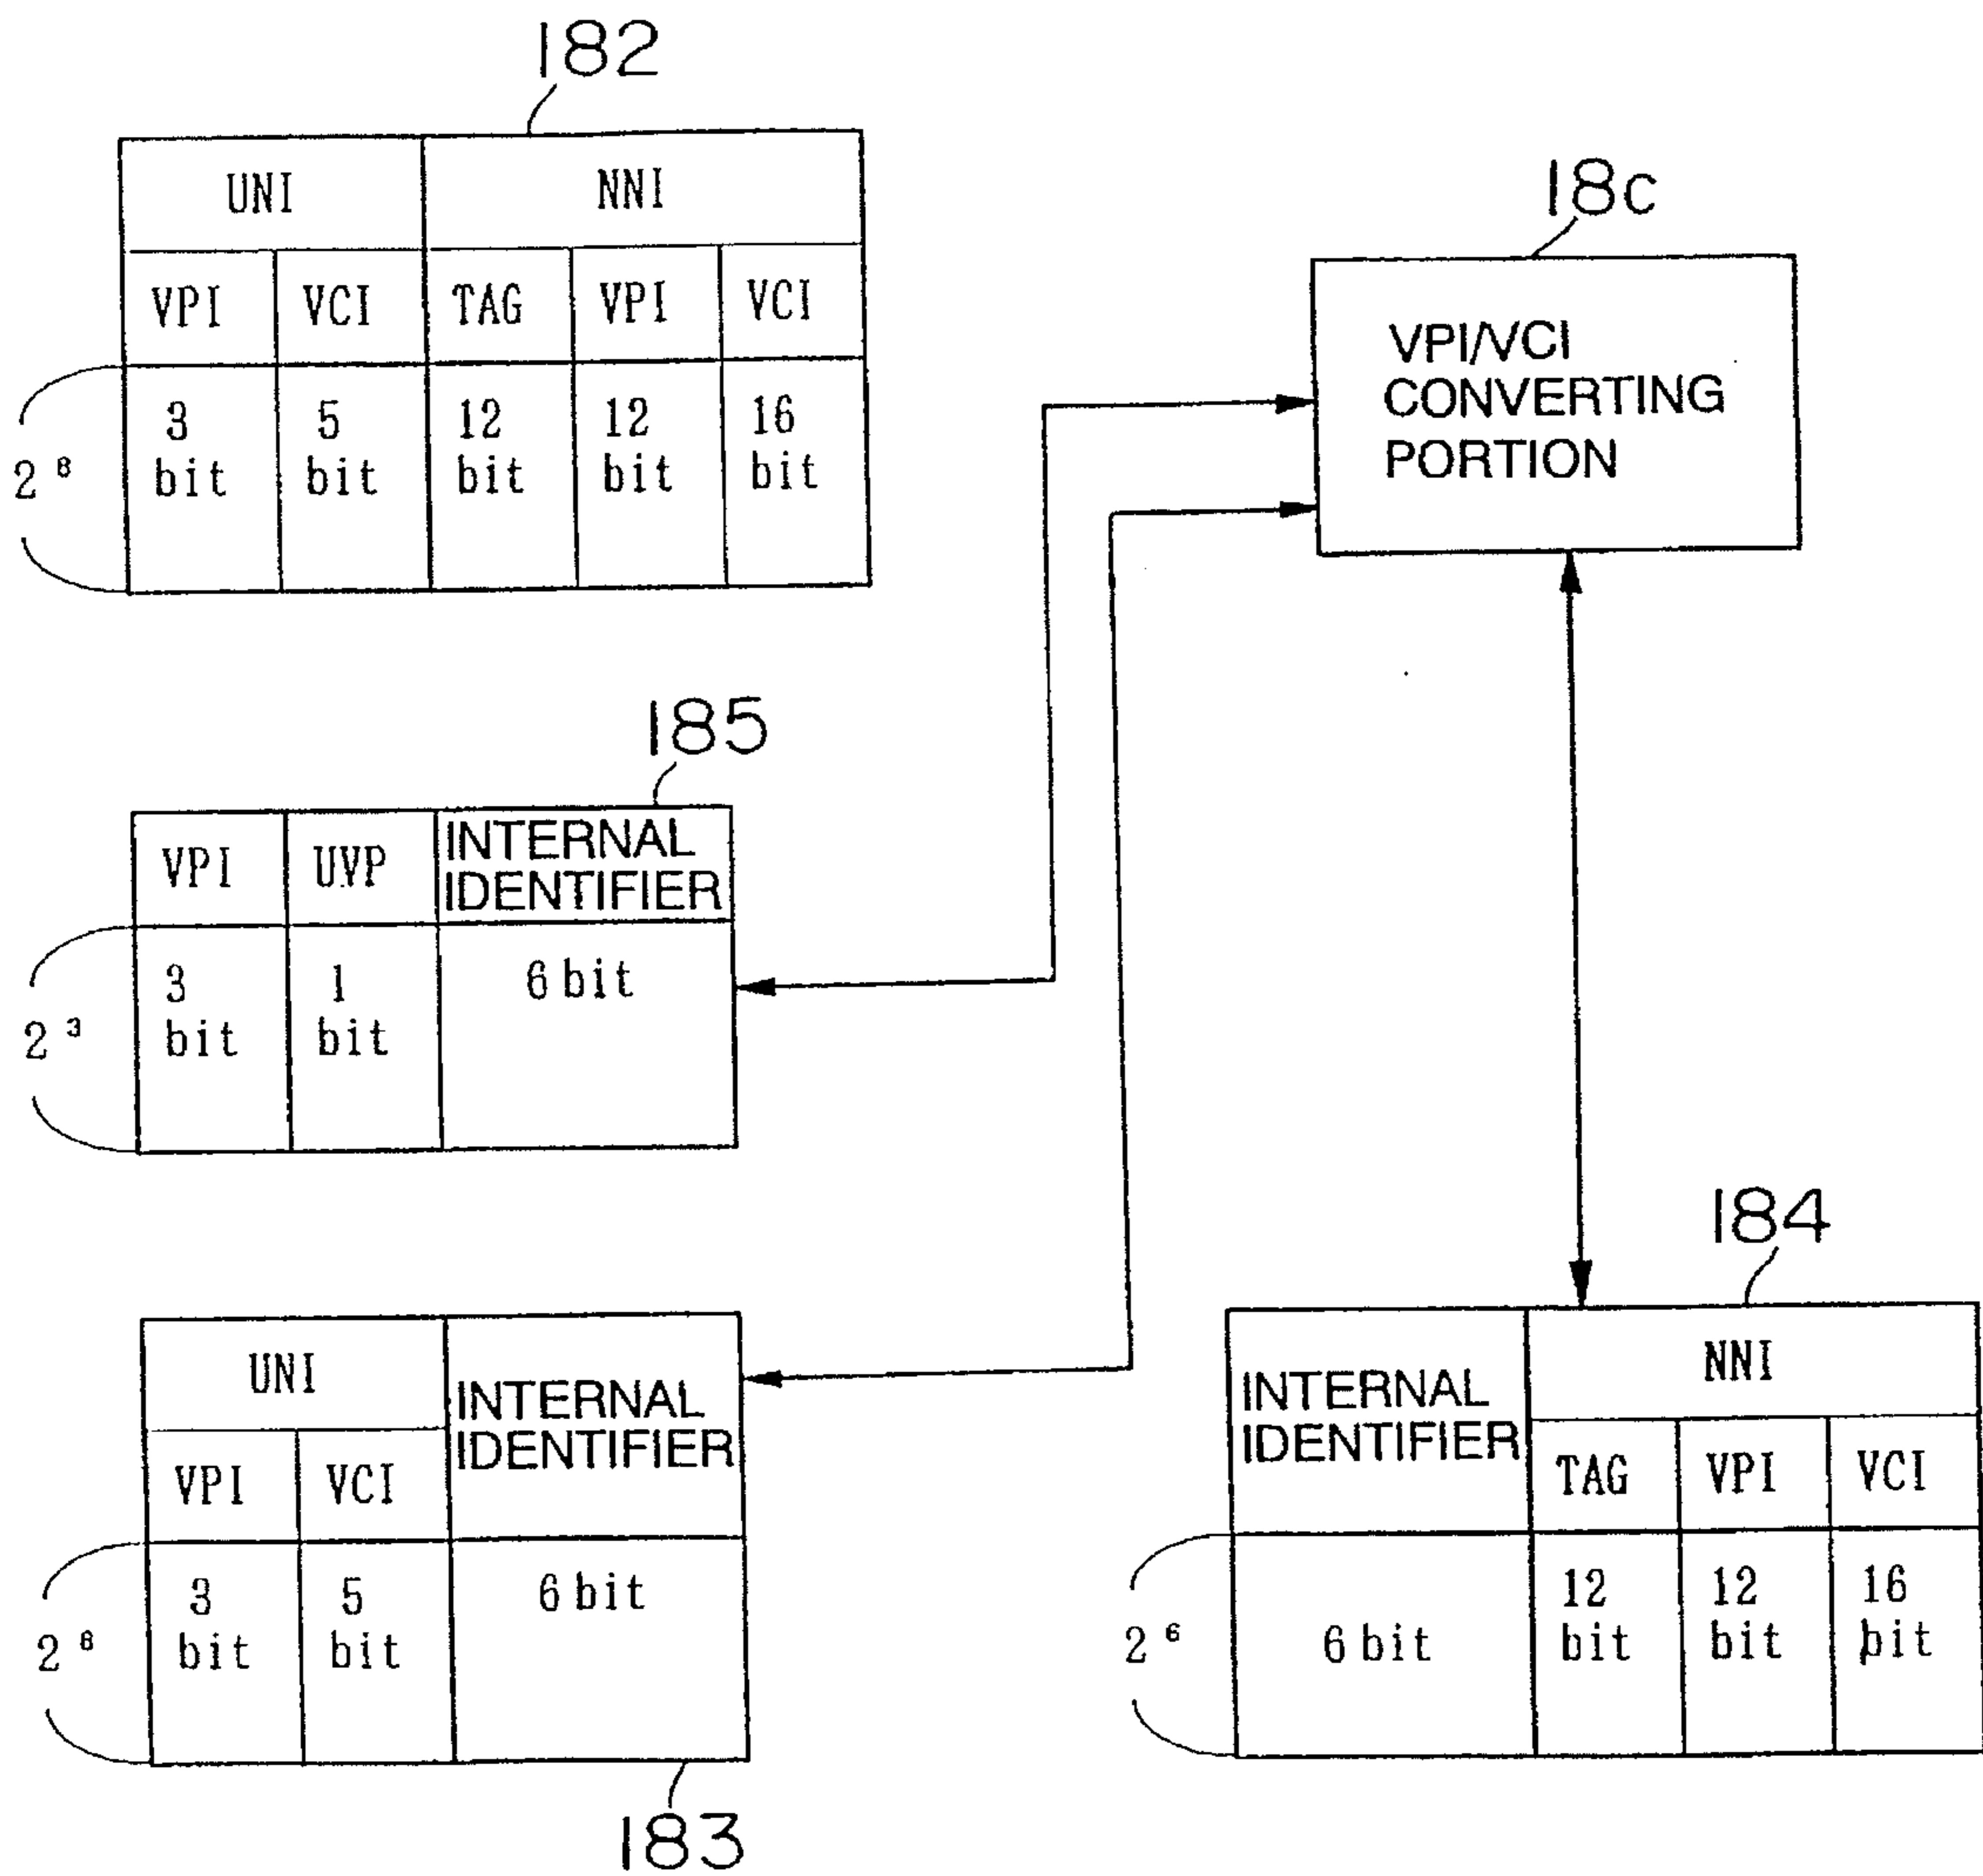 182
UNI NNI
VPI VCI TAG VPI VCI
3 bit 5 bit 12 bit 12 bit 16 bit
2 8
18c
VPI/VCI
CONVERTING
PORTION
185
VPI UVP INTERNAL IDENTIFIER
3 bit 1 bit 6 bit
2 3
UNI INTERNAL IDENTIFIER
VPI VCI
3 bit 5 bit 6 bit
2 8
183
184
INTERNAL IDENTIFIER NNI
TAG VPI VCI
6 bit 12 bit 12 bit 16 bit
2 6